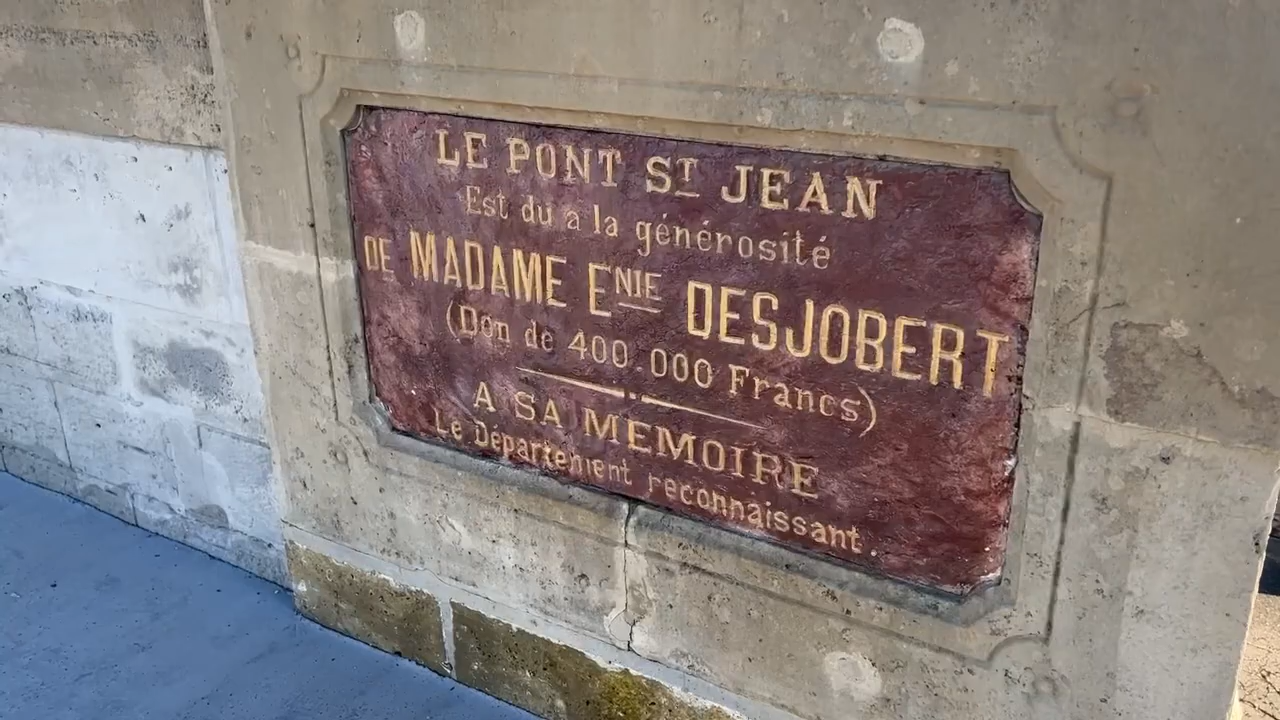 LE PONT ST JEAN
Est du a la générosité
DE MADAME ENIE DESJOBERT
(Don de 400.000 Francs)
A SA MEMOIRE
Le Département reconnaissant.